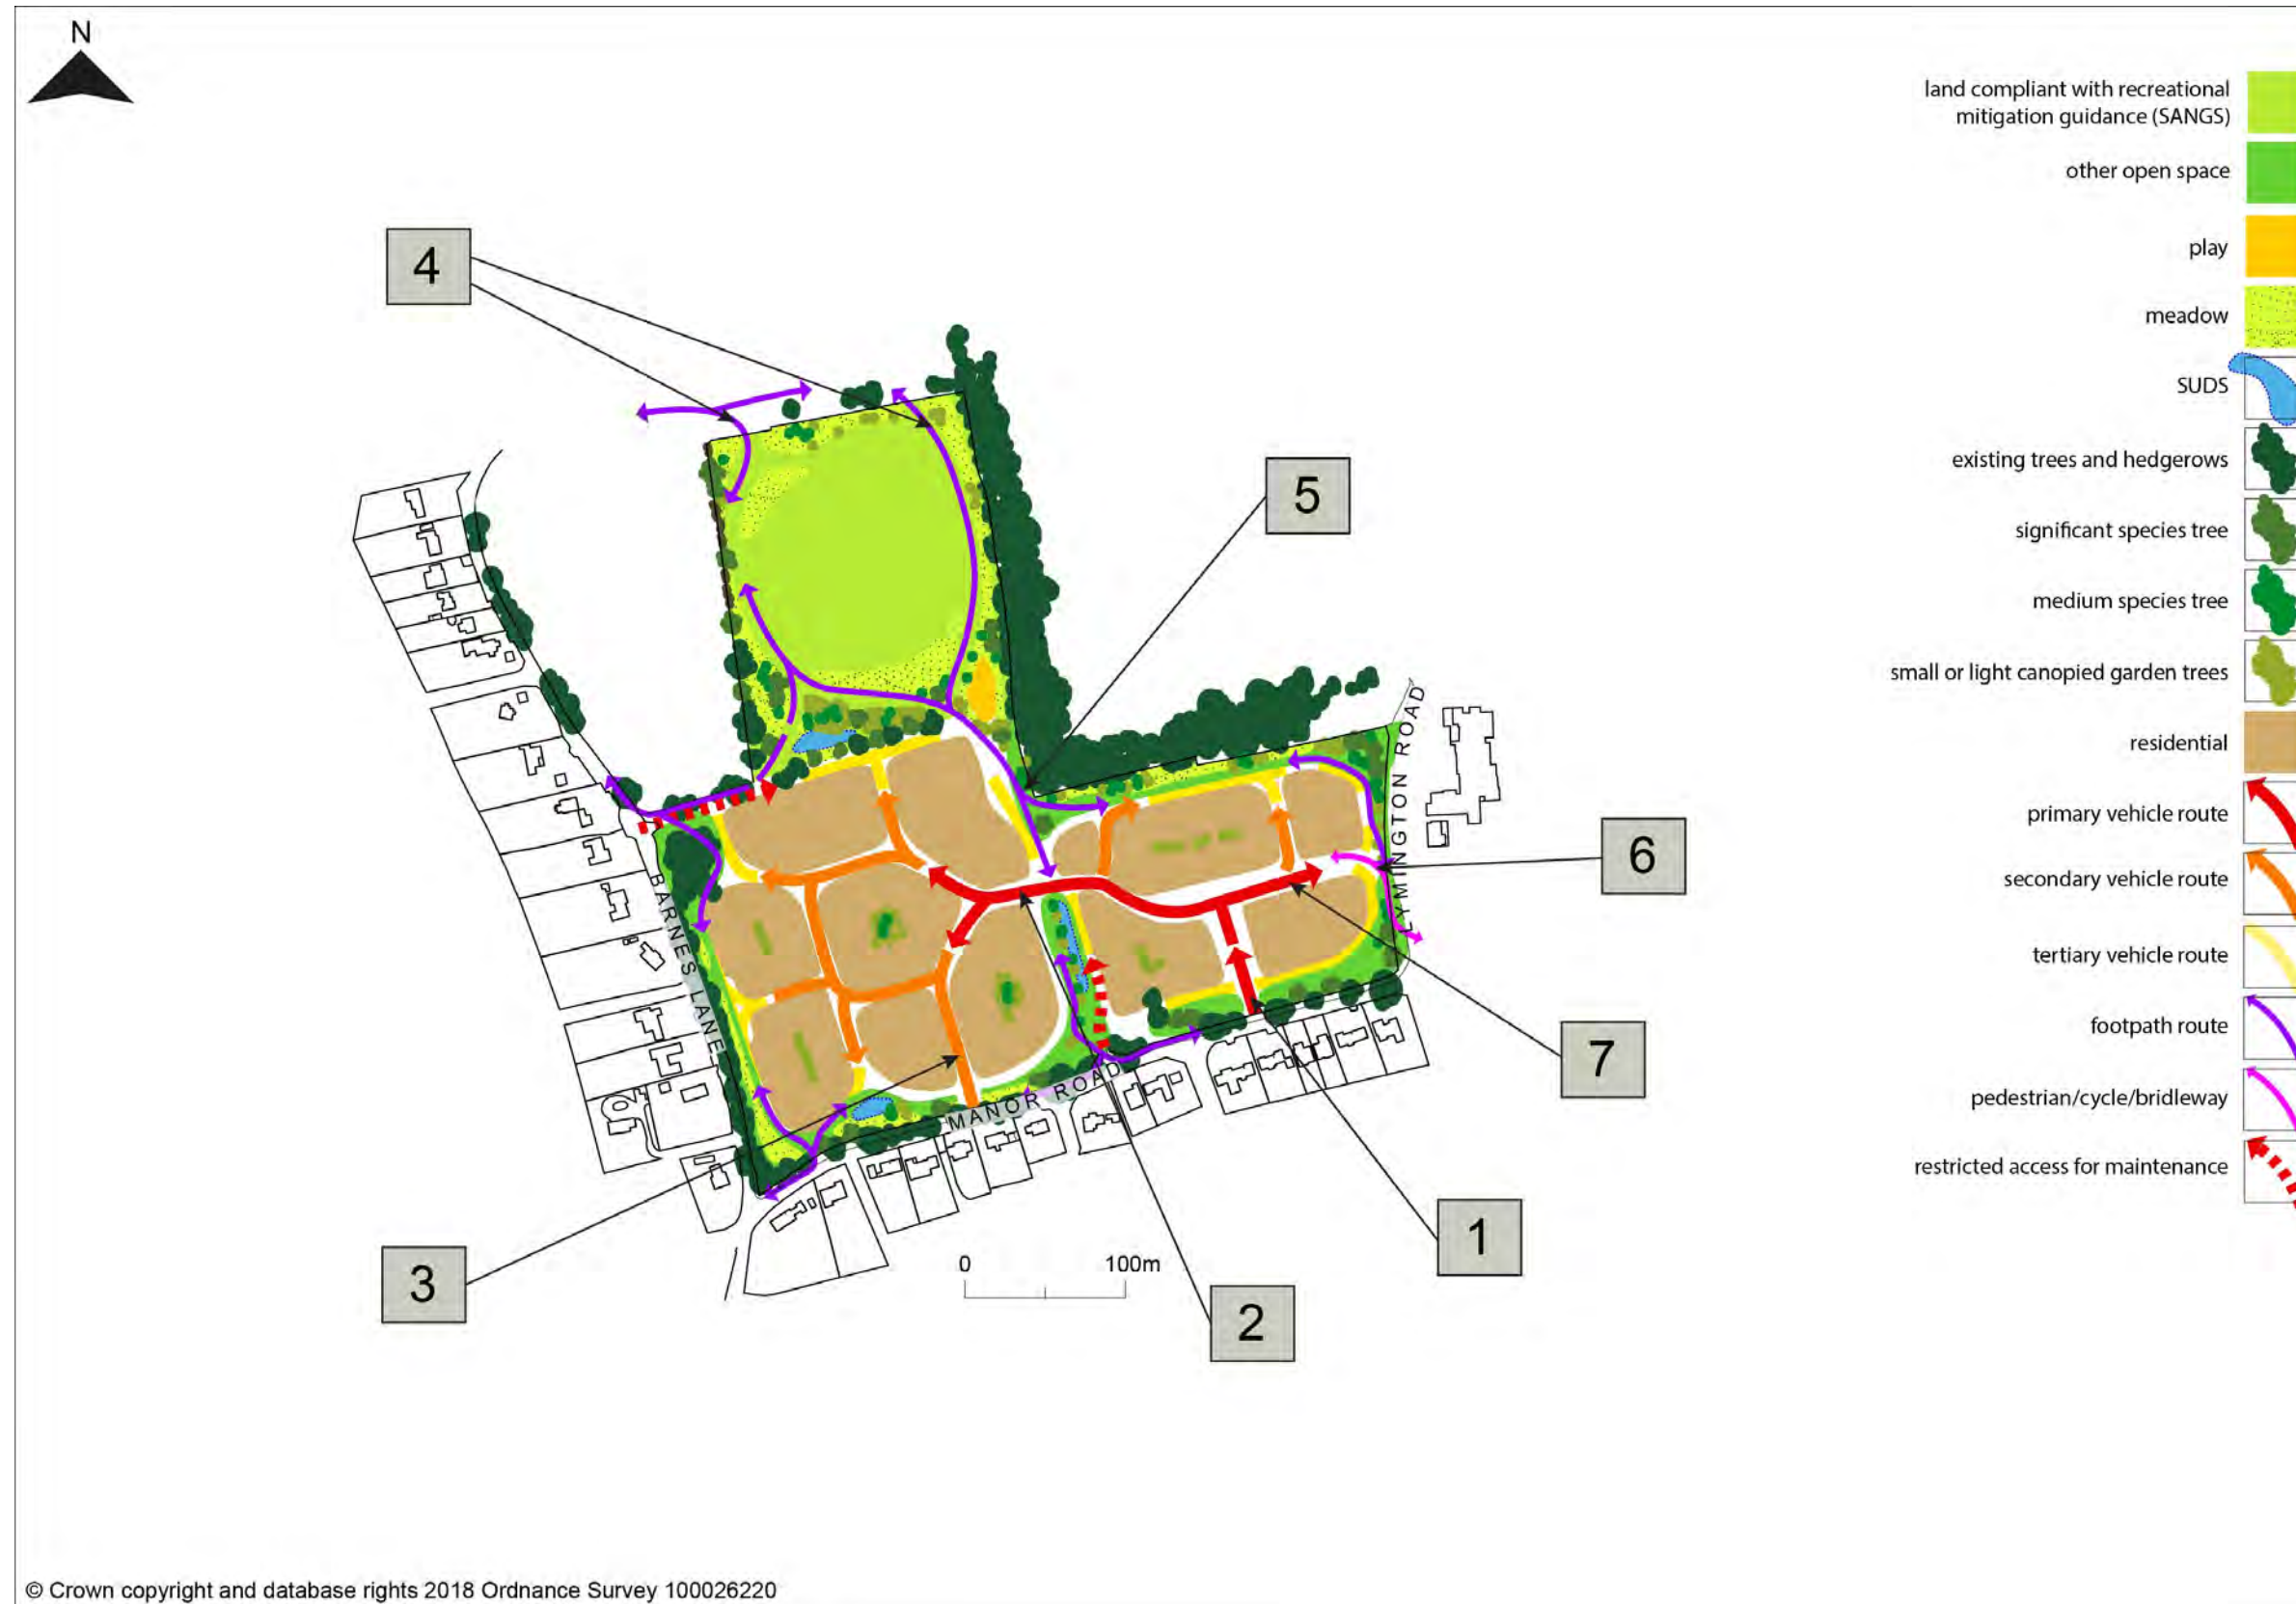 N
land compliant with recreational
mitigation guidance (SANGS)
other open space
play
meadow
SUDS
existing trees and hedgerows
significant species tree
medium species tree
small or light canopied garden trees
residential
primary vehicle route
secondary vehicle route
tertiary vehicle route
footpath route
pedestrian/cycle/bridleway
restricted access for maintenance
4
5
6
7
1
2
3
LYMINGTON ROAD
BARNES LANE
MANOR ROAD
0 100m
© Crown copyright and database rights 2018 Ordnance Survey 100026220